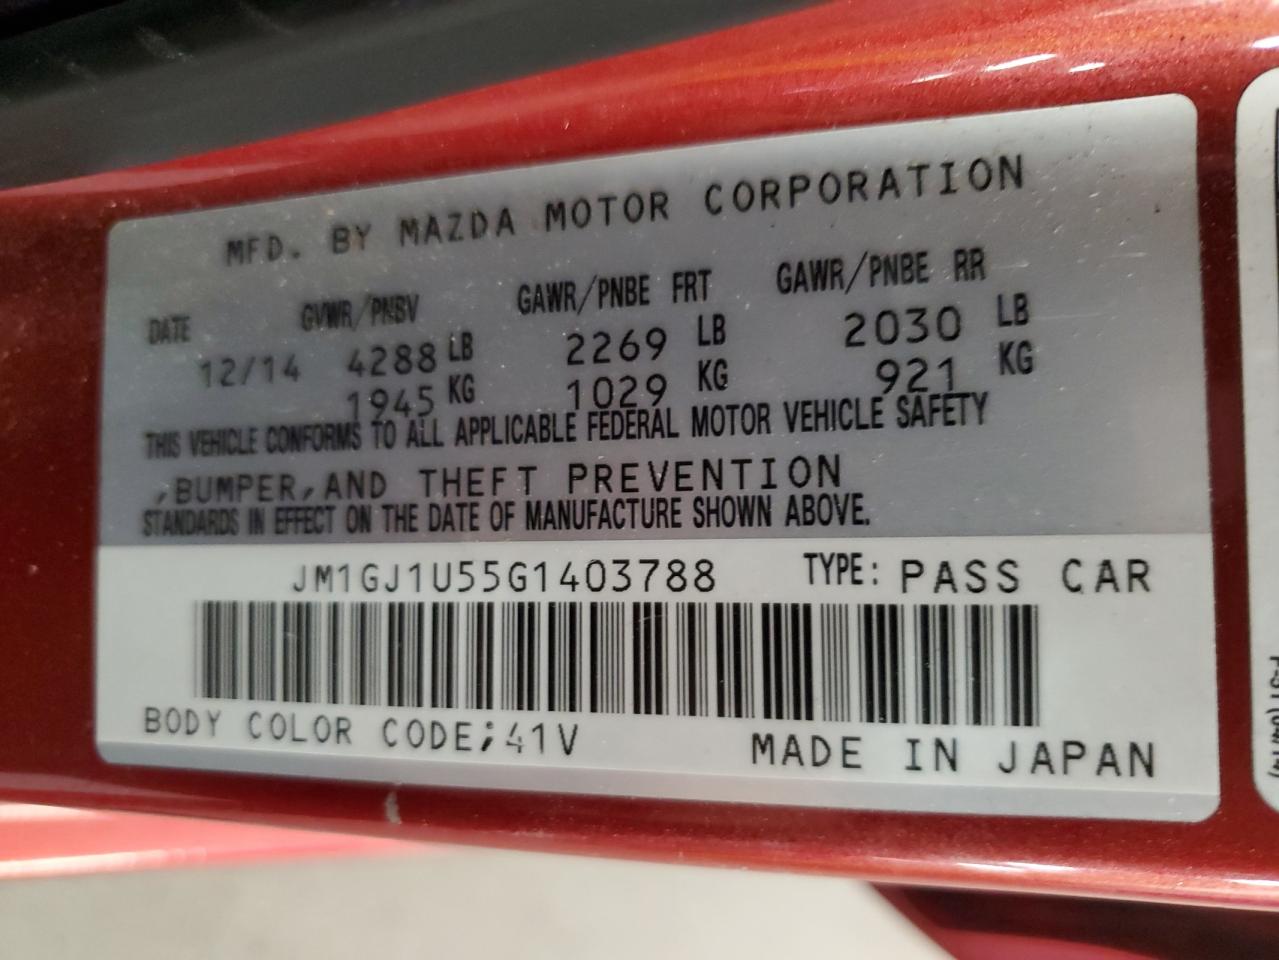 MFD. BY MAZDA MOTOR CORPORATION
DATE GVWR/PNBV GAWR/PNBE FRT GAWR/PNBE RR
12/14 4288 LB 2269 LB 2030 LB
1945 KG 1029 KG 921 KG
THIS VEHICLE CONFORMS TO ALL APPLICABLE FEDERAL MOTOR VEHICLE SAFETY
,BUMPER,AND THEFT PREVENTION
STANDARDS IN EFFECT ON THE DATE OF MANUFACTURE SHOWN ABOVE.
JM1GJ1U55G1403788 TYPE: PASS CAR
BODY COLOR CODE;41V MADE IN JAPAN